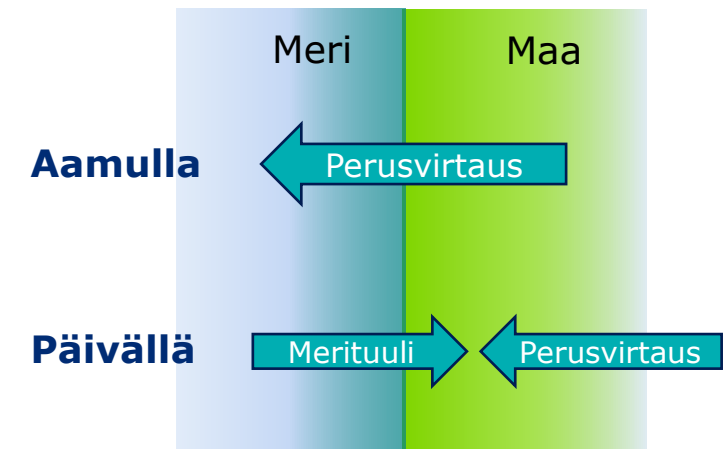 Meri
Maa
Aamulla
Perusvirtaus
Päivällä
Merituuli
Perusvirtaus